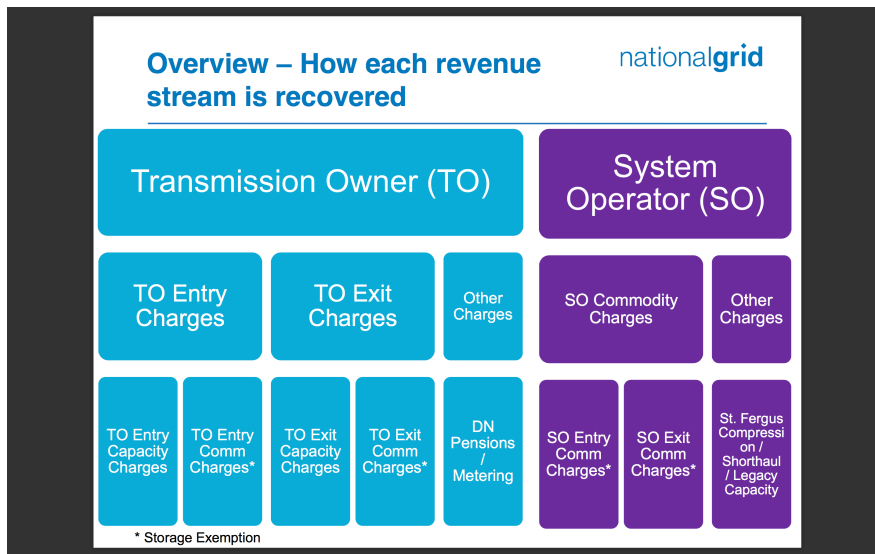 Overview – How each revenue
stream is recovered
nationalgrid
Transmission Owner (TO)
System
Operator (SO)
TO Entry
Charges
TO Exit
Charges
Other
Charges
SO Commodity
Charges
Other
Charges
TO Entry
Capacity
Charges
TO Entry
Comm
Charges*
TO Exit
Capacity
Charges
TO Exit
Comm
Charges*
DN
Pensions
/
Metering
SO Entry
Comm
Charges*
SO Exit
Comm
Charges*
St. Fergus
Compressi
on /
Shorthaul
/ Legacy
Capacity
* Storage Exemption